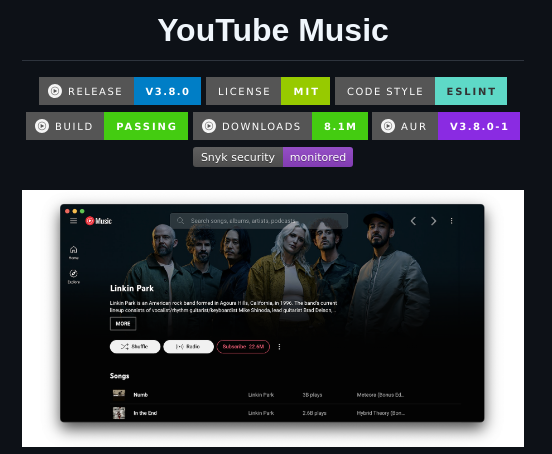 YouTube Music
RELEASE V3.8.0 LICENSE MIT CODE STYLE ESLINT
BUILD PASSING DOWNLOADS 8.1M AUR V3.8.0-1
Snyk security monitored
Music Search songs, albums, artists, podcasts
Home
Explore
Linkin Park
Linkin Park is an American rock band formed in Agoura Hills, California, in 1996. The band's current
lineup consists of vocalist/rhythm guitarist/keyboardist Mike Shinoda, lead guitarist Brad Delson, ..
MORE
Shuffle Radio Subscribe 22.6M
Songs
Numb Linkin Park 3B plays Meteora (Bonus Ed...
In the End Linkin Park 2.6B plays Hybrid Theory (Bon...